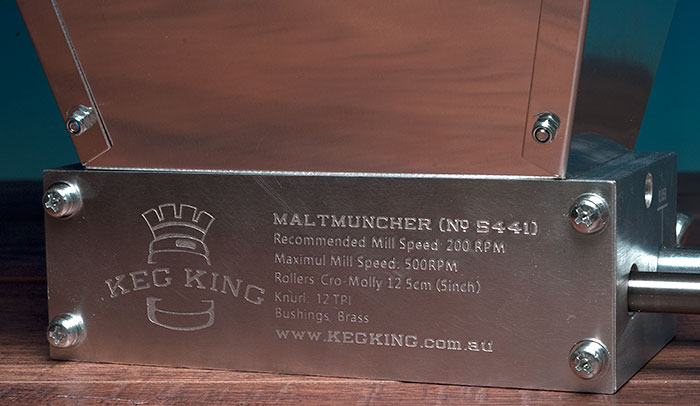 KEG KING
MALTMUNCHER (No 5441)
Recommended Mill Speed: 200 RPM
Maximul Mill Speed: 500RPM
Rollers: Cro-Molly 12.5cm (5inch)
Knurl: 12 TPI
Bushings, Brass
www.KEGKING.com.au